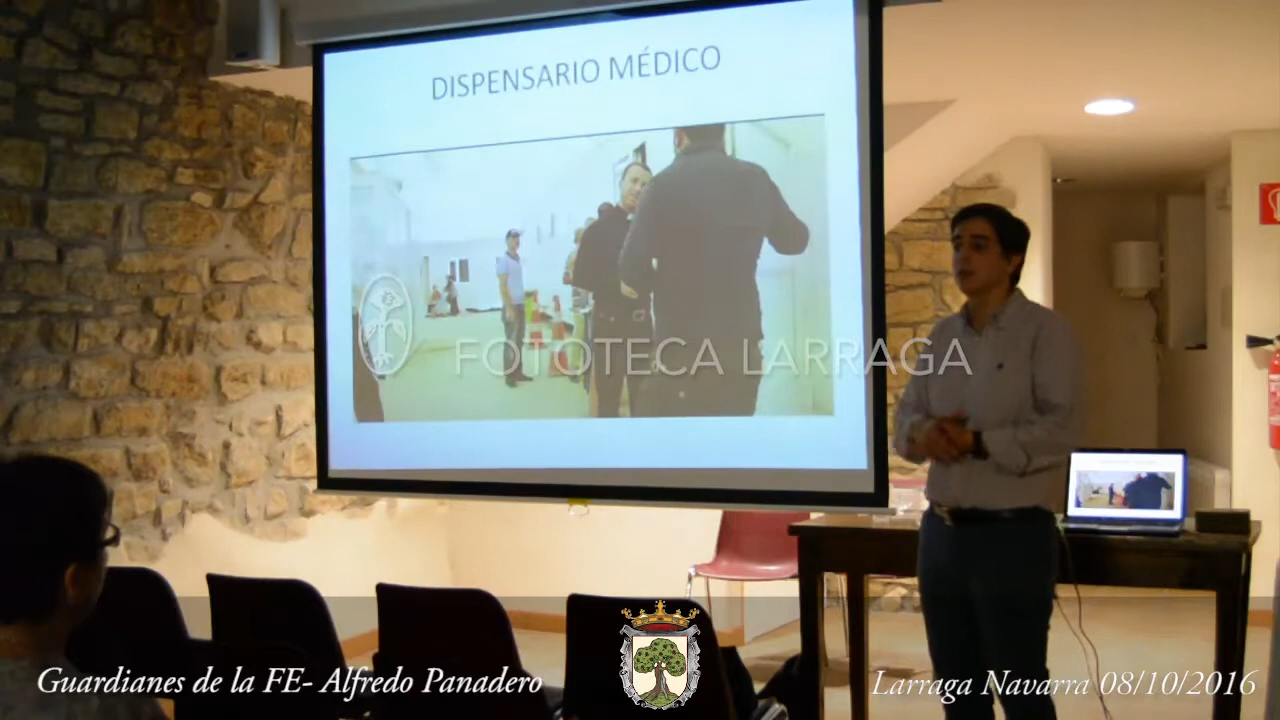 DISPENSARIO MÉDICO
FOTOTECA LARRAGA
Guardianes de la FE- Alfredo Panadero
Larraga Navarra 08/10/2016